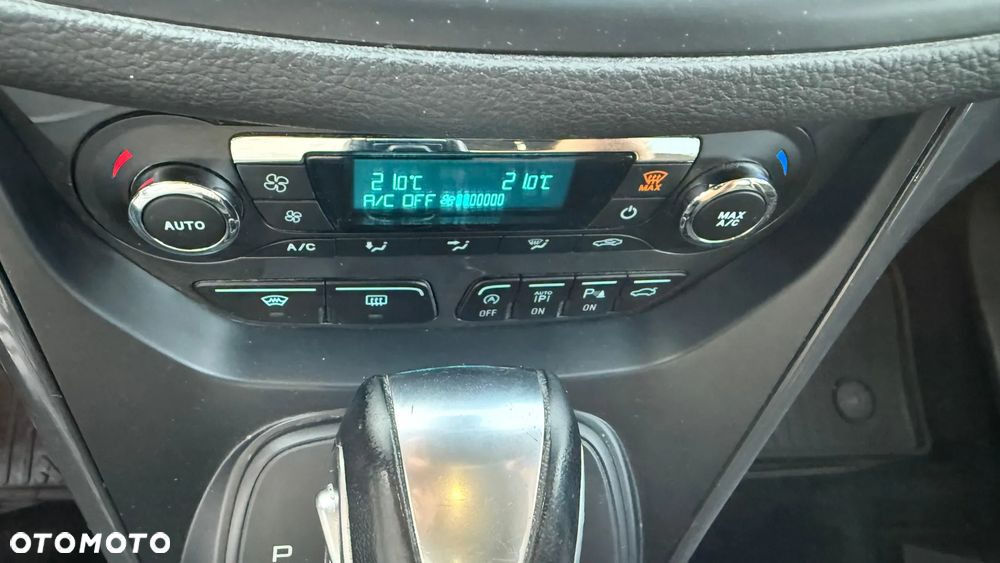 21.0°C 21.0°C
A/C OFF
MAX
AUTO
MAX
A/C
A/C
OFF
AUTO
ON
P
ON
P
OTOMOTO